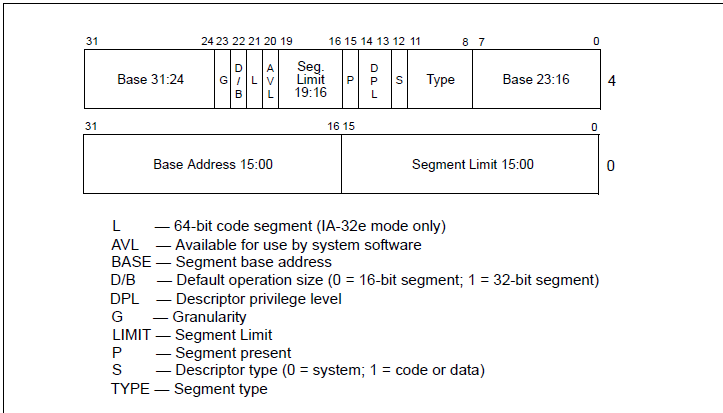 31 24 23 22 21 20 19 16 15 14 13 12 11 8 7 0
Base 31:24 G D/B L AVL Seg. Limit 19:16 P DPL S Type Base 23:16 4
31 16 15 0
Base Address 15:00 Segment Limit 15:00 0
L — 64-bit code segment (IA-32e mode only)
AVL — Available for use by system software
BASE — Segment base address
D/B — Default operation size (0 = 16-bit segment; 1 = 32-bit segment)
DPL — Descriptor privilege level
G — Granularity
LIMIT — Segment Limit
P — Segment present
S — Descriptor type (0 = system; 1 = code or data)
TYPE — Segment type